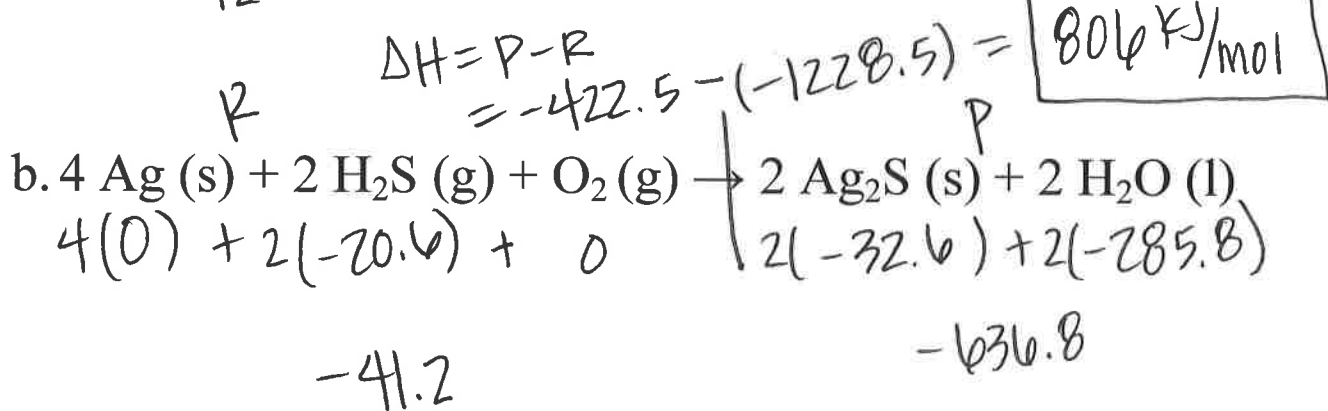 ΔH = P - R
R = -422.5 - (-1228.5) = 806 KJ/mol
P
b. 4 Ag (s) + 2 H₂S (g) + O₂ (g) → 2 Ag₂S (s) + 2 H₂O (l)
4(0) + 2(-20.6) + 0 2(-32.6) + 2(-285.8)
-41.2 -636.8